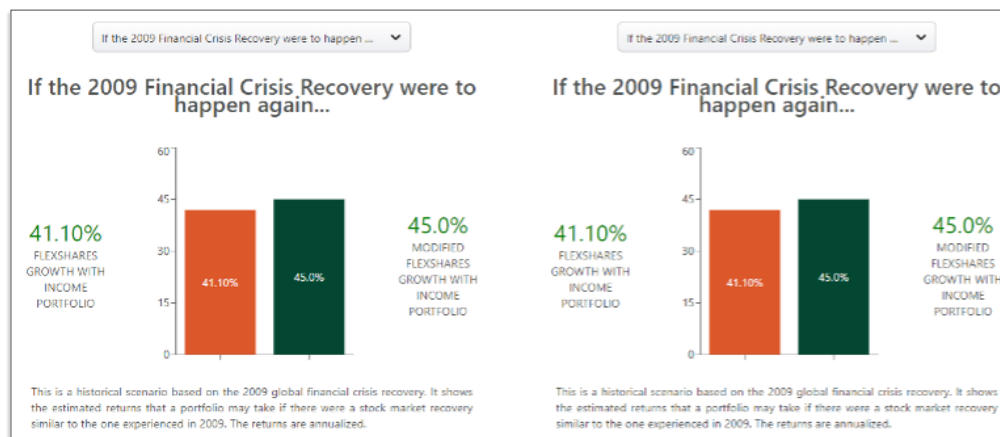 If the 2009 Financial Crisis Recovery were to happen ...
If the 2009 Financial Crisis Recovery were to
happen again...
60
45
30
15
0
41.10%
FLEXSHARES
GROWTH WITH
INCOME
PORTFOLIO
41.10%
45.0%
45.0%
MODIFIED
FLEXSHARES
GROWTH WITH
INCOME
PORTFOLIO
This is a historical scenario based on the 2009 global financial crisis recovery. It shows
the estimated returns that a portfolio may take if there were a stock market recovery
similar to the one experienced in 2009. The returns are annualized.
If the 2009 Financial Crisis Recovery were to happen ...
If the 2009 Financial Crisis Recovery were to
happen again...
60
45
30
15
0
41.10%
FLEXSHARES
GROWTH WITH
INCOME
PORTFOLIO
41.10%
45.0%
45.0%
MODIFIED
FLEXSHARES
GROWTH WITH
INCOME
PORTFOLIO
This is a historical scenario based on the 2009 global financial crisis recovery. It shows
the estimated returns that a portfolio may take if there were a stock market recovery
similar to the one experienced in 2009. The returns are annualized.